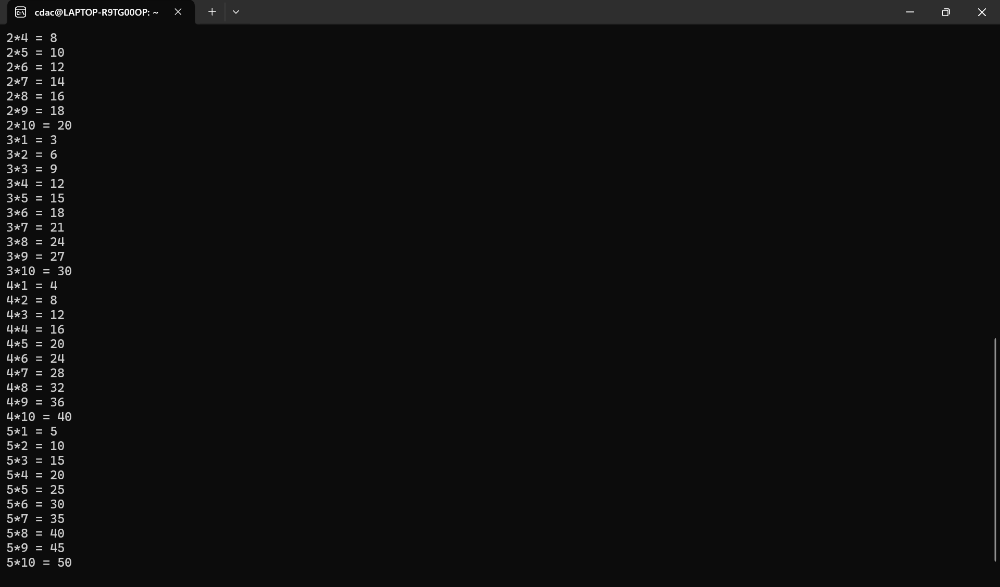 cdac@LAPTOP-R9TG00OP: ~
2*4 = 8
2*5 = 10
2*6 = 12
2*7 = 14
2*8 = 16
2*9 = 18
2*10 = 20
3*1 = 3
3*2 = 6
3*3 = 9
3*4 = 12
3*5 = 15
3*6 = 18
3*7 = 21
3*8 = 24
3*9 = 27
3*10 = 30
4*1 = 4
4*2 = 8
4*3 = 12
4*4 = 16
4*5 = 20
4*6 = 24
4*7 = 28
4*8 = 32
4*9 = 36
4*10 = 40
5*1 = 5
5*2 = 10
5*3 = 15
5*4 = 20
5*5 = 25
5*6 = 30
5*7 = 35
5*8 = 40
5*9 = 45
5*10 = 50